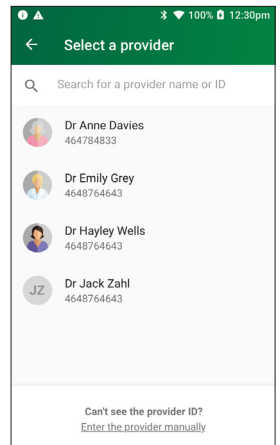 100% 12:30pm
Select a provider
Search for a provider name or ID
Dr Anne Davies
464784833
Dr Emily Grey
4648764643
Dr Hayley Wells
4648764643
JZ
Dr Jack Zahl
4648764643
Can't see the provider ID?
Enter the provider manually